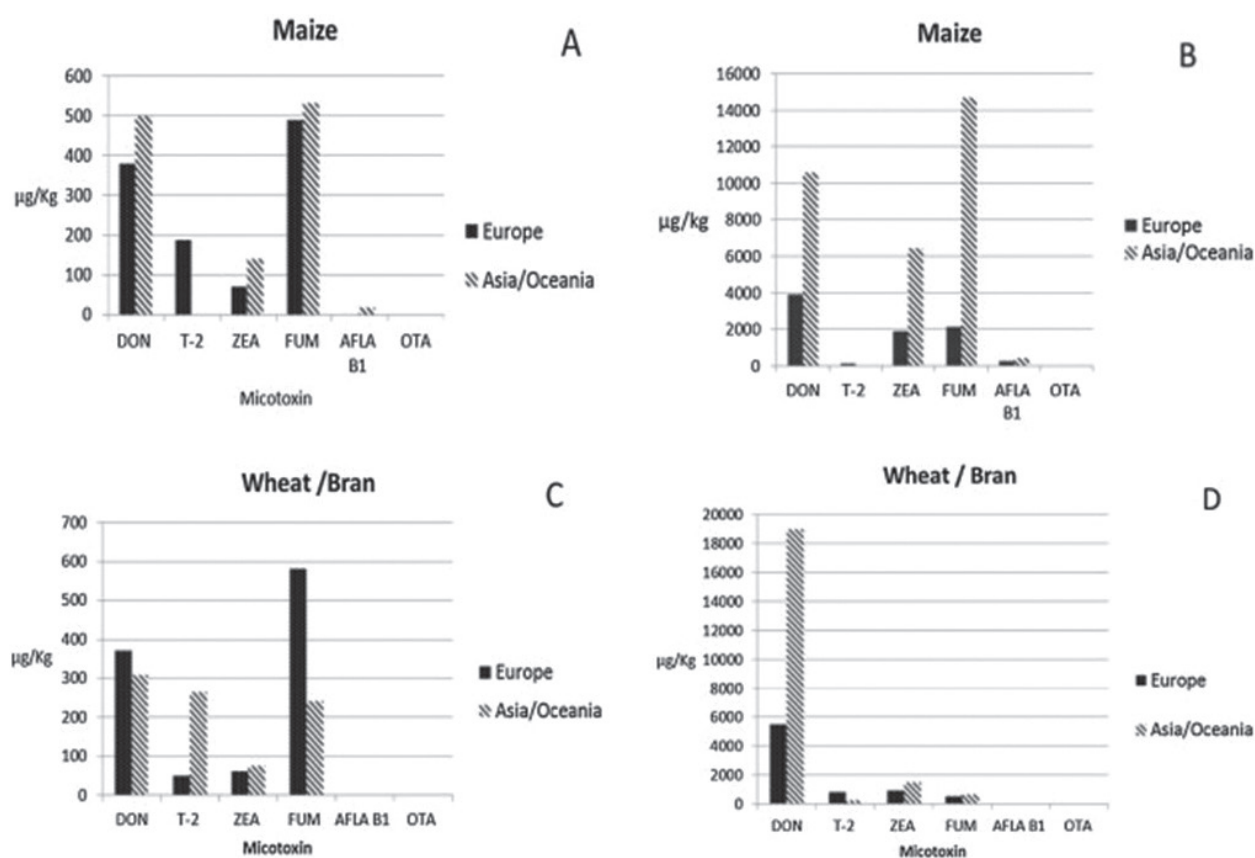 Maize
A
600
500
400
300
200
100
0
µg/Kg
DON T-2 ZEA FUM AFLA B1 OTA
Micotoxin
Europe
Asia/Oceania
Maize
B
16000
14000
12000
10000
8000
6000
4000
2000
0
µg/kg
DON T-2 ZEA FUM AFLA B1 OTA
Europe
Asia/Oceania
Wheat /Bran
C
700
600
500
400
300
200
100
0
µg/Kg
DON T-2 ZEA FUM AFLA B1 OTA
Micotoxin
Europe
Asia/Oceania
Wheat / Bran
D
20000
18000
16000
14000
12000
10000
8000
6000
4000
2000
0
µg/Kg
DON T-2 ZEA FUM AFLA B1 OTA
Micotoxin
Europe
Asia/Oceania